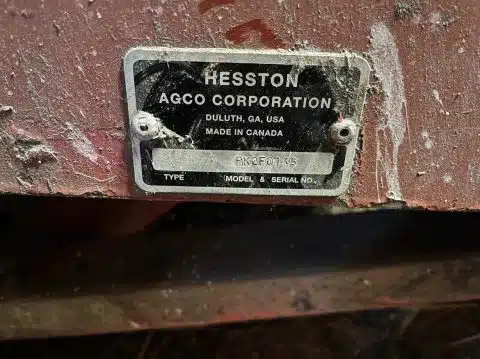 HESSTON
AGCO CORPORATION
DULUTH, GA, USA
MADE IN CANADA
TYPE MODEL & SERIAL NO.